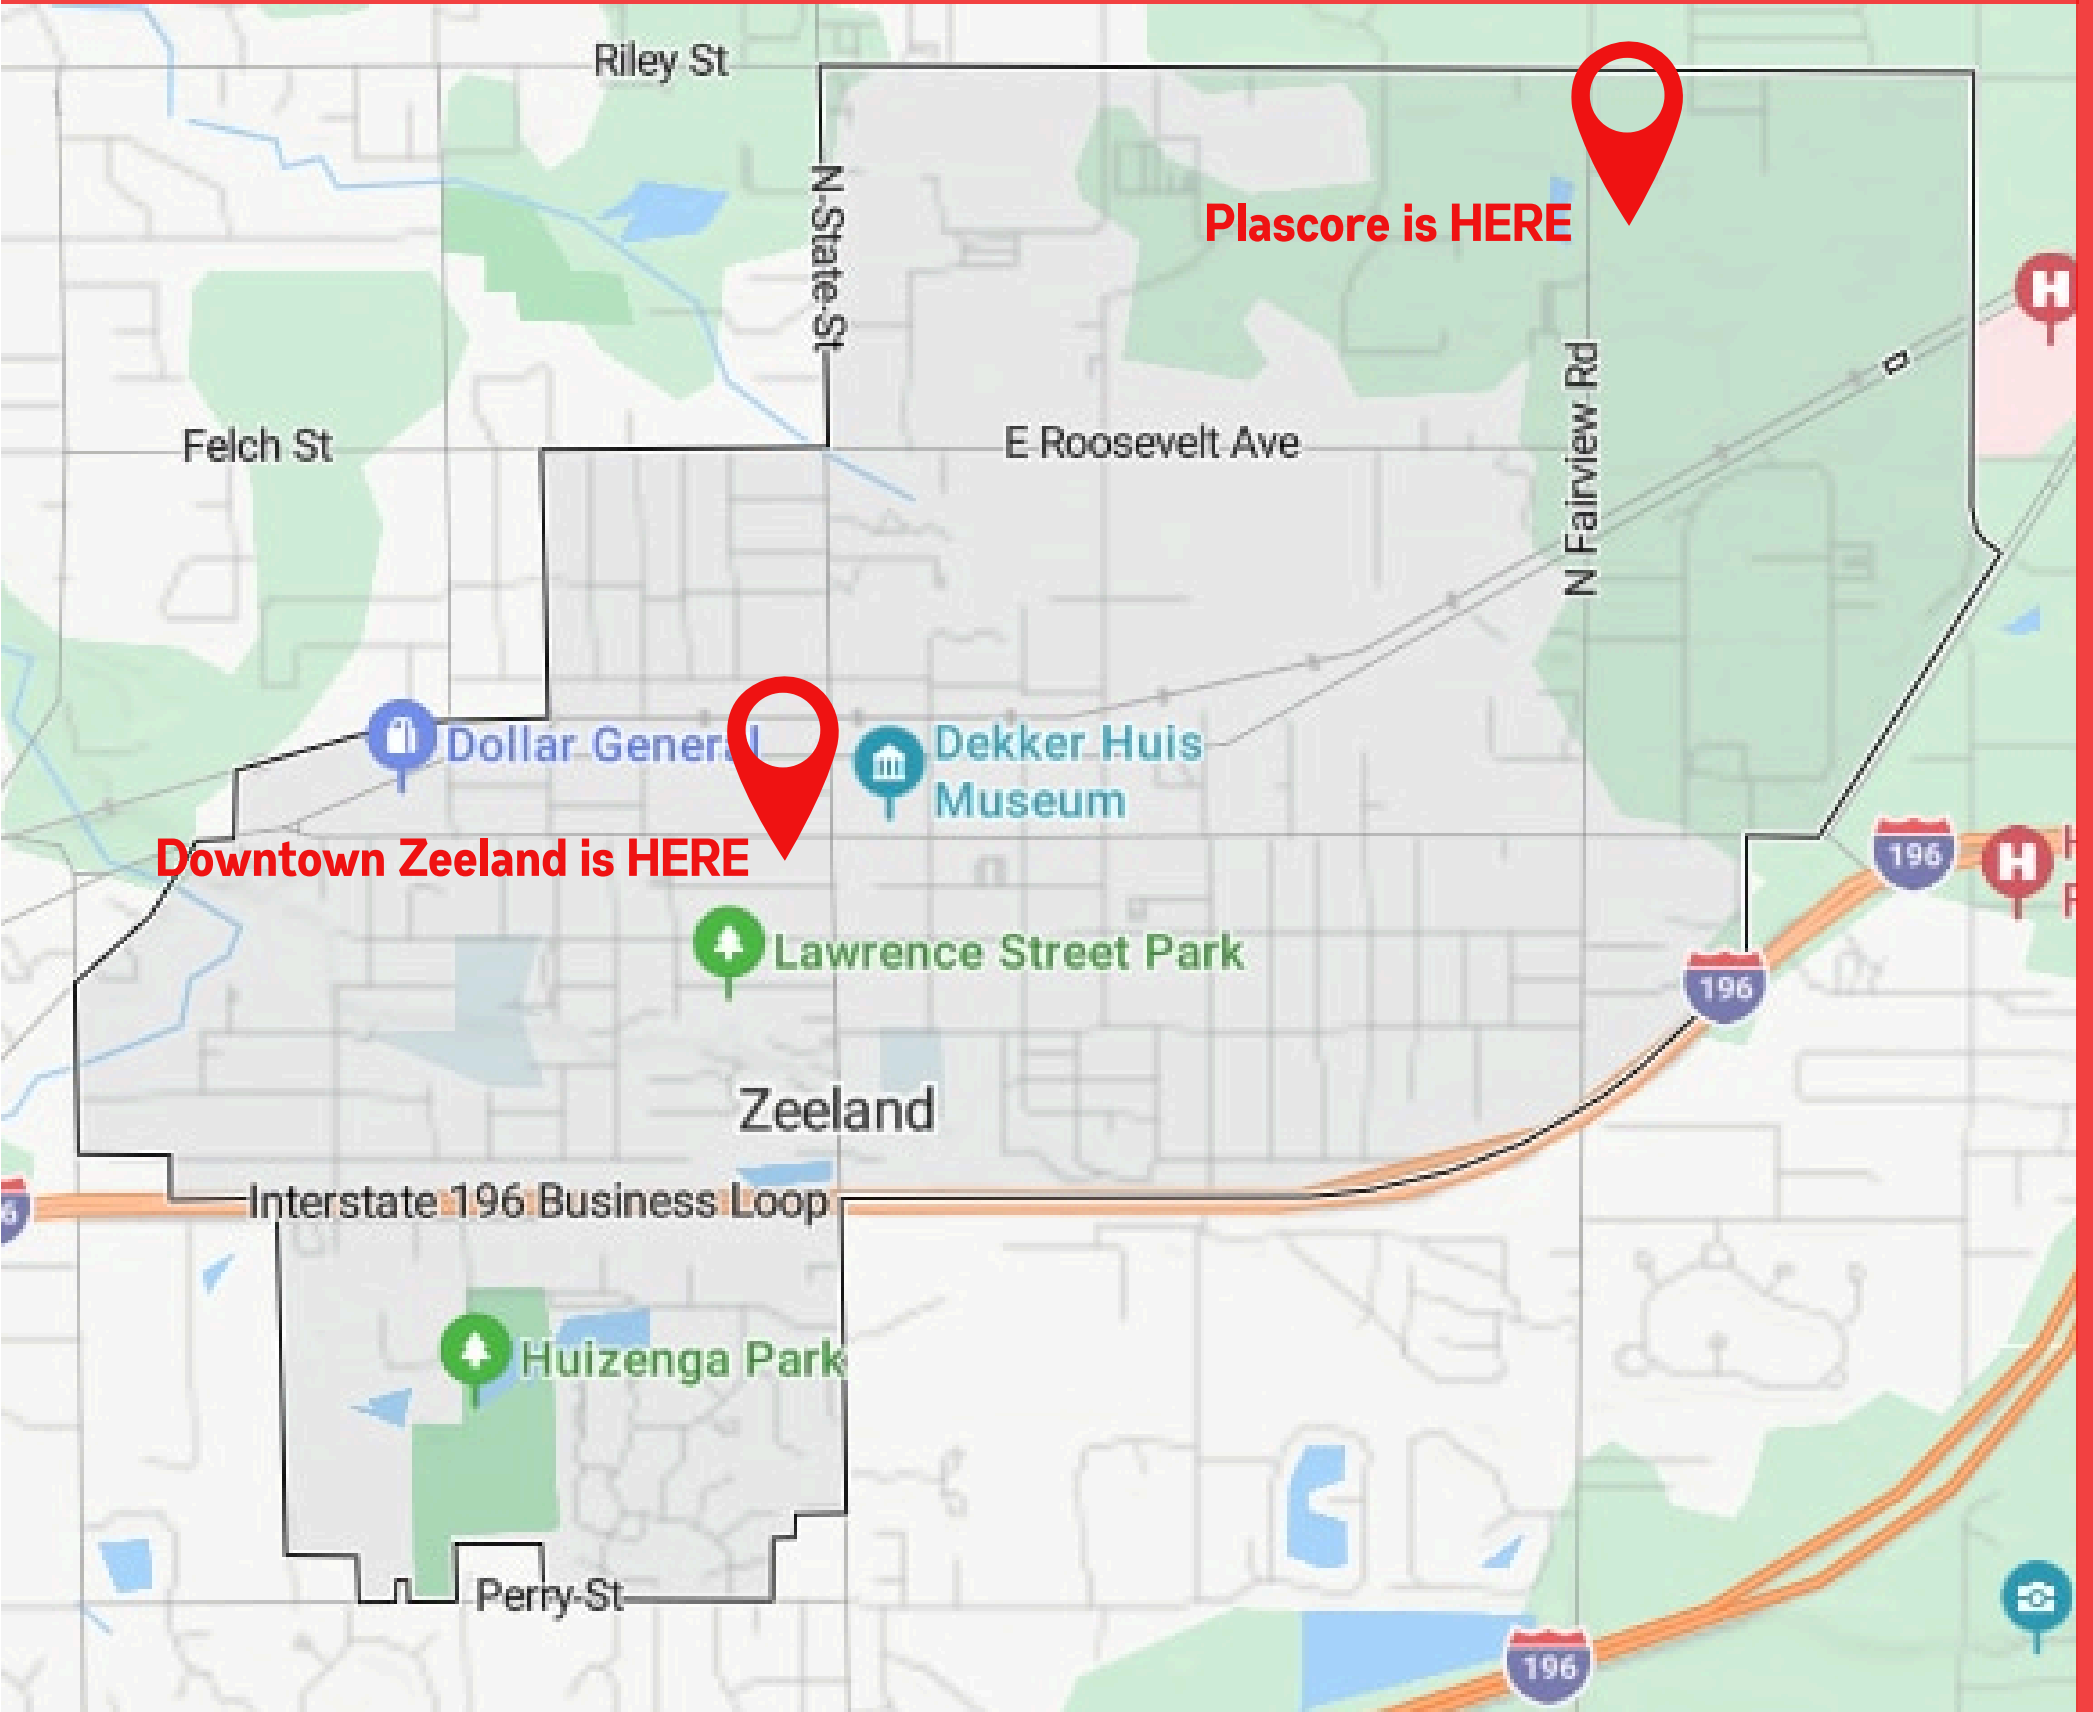 Riley St
N State St
Plascore is HERE
H
Felch St
E Roosevelt Ave
N Fairview Rd
Dollar General
Dekker Huis
Museum
Downtown Zeeland is HERE
196
H
H
Lawrence Street Park
196
Zeeland
Interstate 196 Business Loop
6
Huizenga Park
Perry St
196